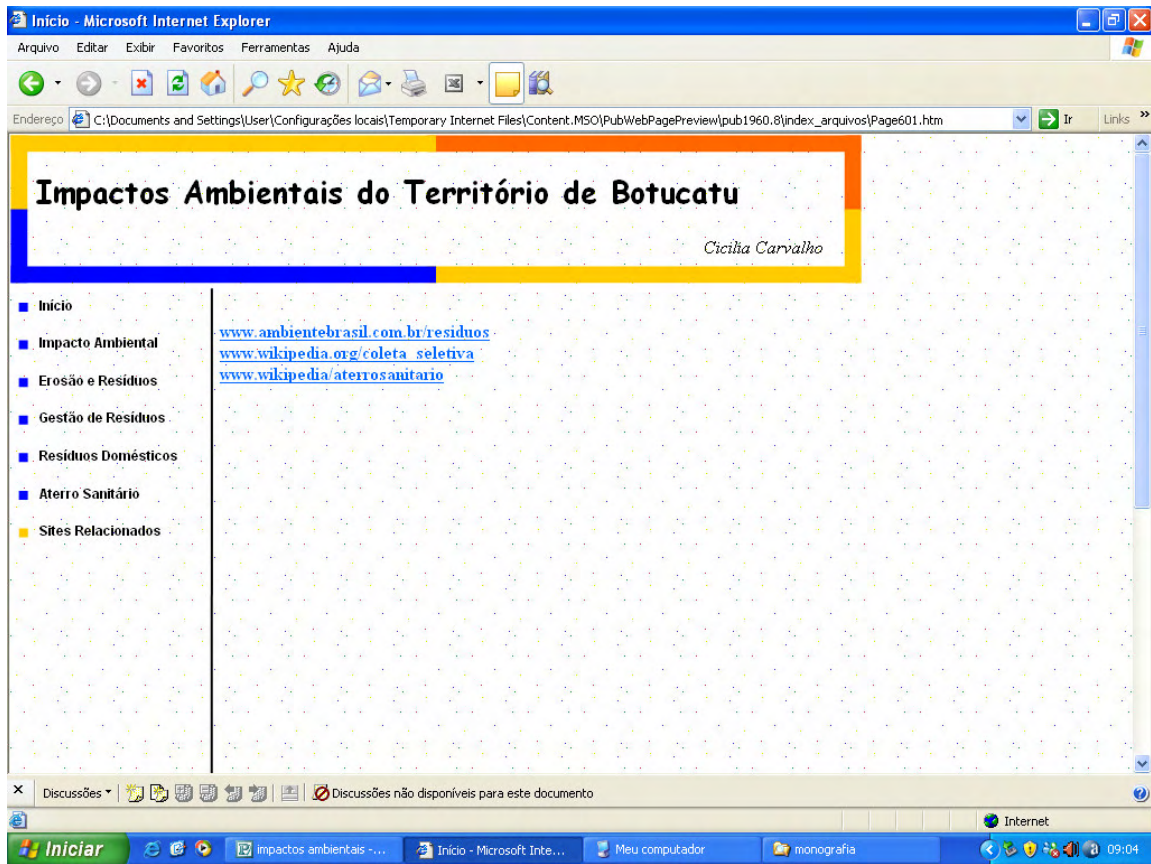 Início - Microsoft Internet Explorer
Arquivo Editar Exibir Favoritos Ferramentas Ajuda
Endereço C:\Documents and Settings\User\Configurações locais\Temporary Internet Files\Content.MSO\PubWebPagePreview\pub1960.8\index_arquivos\Page601.htm Ir Links »
Impactos Ambientais do Território de Botucatu
Cicilia Carvalho
Início
Impacto Ambiental
Erosão e Resíduos
Gestão de Resíduos
Resíduos Domésticos
Aterro Sanitário
Sites Relacionados
www.ambientebrasil.com.br/residuos
www.wikipedia.org/coleta_seletiva
www.wikipedia/aterrosanitario
Discussões Discussões não disponíveis para este documento
Internet
Iniciar impactos ambientais -... Início - Microsoft Inte... Meu computador monografia 09:04